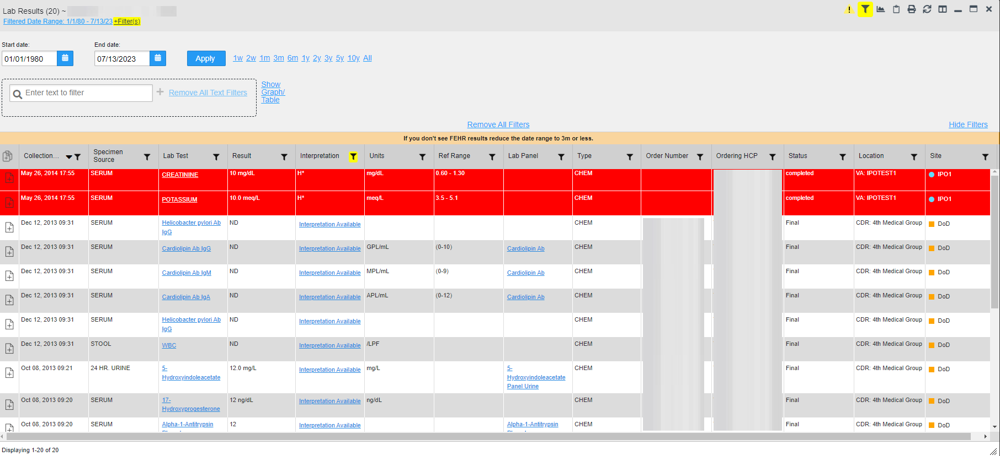 Lab Results (20) ~
Filtered Date Range: 1/1/80 - 7/13/23 +Filter(s)
Start date:
End date:
01/01/1980
07/13/2023
Apply
1w 2w 1m 3m 6m 1y 2y 3y 5y 10y All
Enter text to filter
Remove All Text Filters
Show
Graph/
Table
Remove All Filters
Hide Filters
If you don't see FEHR results reduce the date range to 3m or less.
Collection... Specimen Source Lab Test Result Interpretation Units Ref Range Lab Panel Type Order Number Ordering HCP Status Location Site
May 26, 2014 17:55 SERUM CREATININE 10 mg/dL H* mg/dL 0.60 - 1.30 CHEM completed VA: IPOTEST1 IPO1
May 26, 2014 17:55 SERUM POTASSIUM 10.0 meq/L H* meq/L 3.5 - 5.1 CHEM completed VA: IPOTEST1 IPO1
Dec 12, 2013 09:31 SERUM Helicobacter pylori Ab IgG ND Interpretation Available CHEM Final CDR: 4th Medical Group DoD
Dec 12, 2013 09:31 SERUM Cardiolipin Ab IgG ND Interpretation Available GPL/mL (0-10) Cardiolipin Ab CHEM Final CDR: 4th Medical Group DoD
Dec 12, 2013 09:31 SERUM Cardiolipin Ab IgM ND Interpretation Available MPL/mL (0-9) Cardiolipin Ab CHEM Final CDR: 4th Medical Group DoD
Dec 12, 2013 09:31 SERUM Cardiolipin Ab IgA ND Interpretation Available APL/mL (0-12) Cardiolipin Ab CHEM Final CDR: 4th Medical Group DoD
Dec 12, 2013 09:31 SERUM Helicobacter pylori Ab IgG ND Interpretation Available CHEM Final CDR: 4th Medical Group DoD
Dec 12, 2013 09:31 STOOL WBC ND Interpretation Available /LPF CHEM Final CDR: 4th Medical Group DoD
Oct 08, 2013 09:21 24 HR. URINE 5-Hydroxyindoleacetate 12.0 mg/L Interpretation Available mg/L 5-Hydroxyindoleacetate Panel Urine CHEM Final CDR: 4th Medical Group DoD
Oct 08, 2013 09:20 SERUM 17-Hydroxyprogesterone 12 ng/dL Interpretation Available ng/dL CHEM Final CDR: 4th Medical Group DoD
Oct 08, 2013 09:20 SERUM Alpha-1-Antitrypsin 12 Interpretation Available Alpha-1-Antitrypsin CHEM Final CDR: 4th Medical Group DoD
Displaying 1-20 of 20